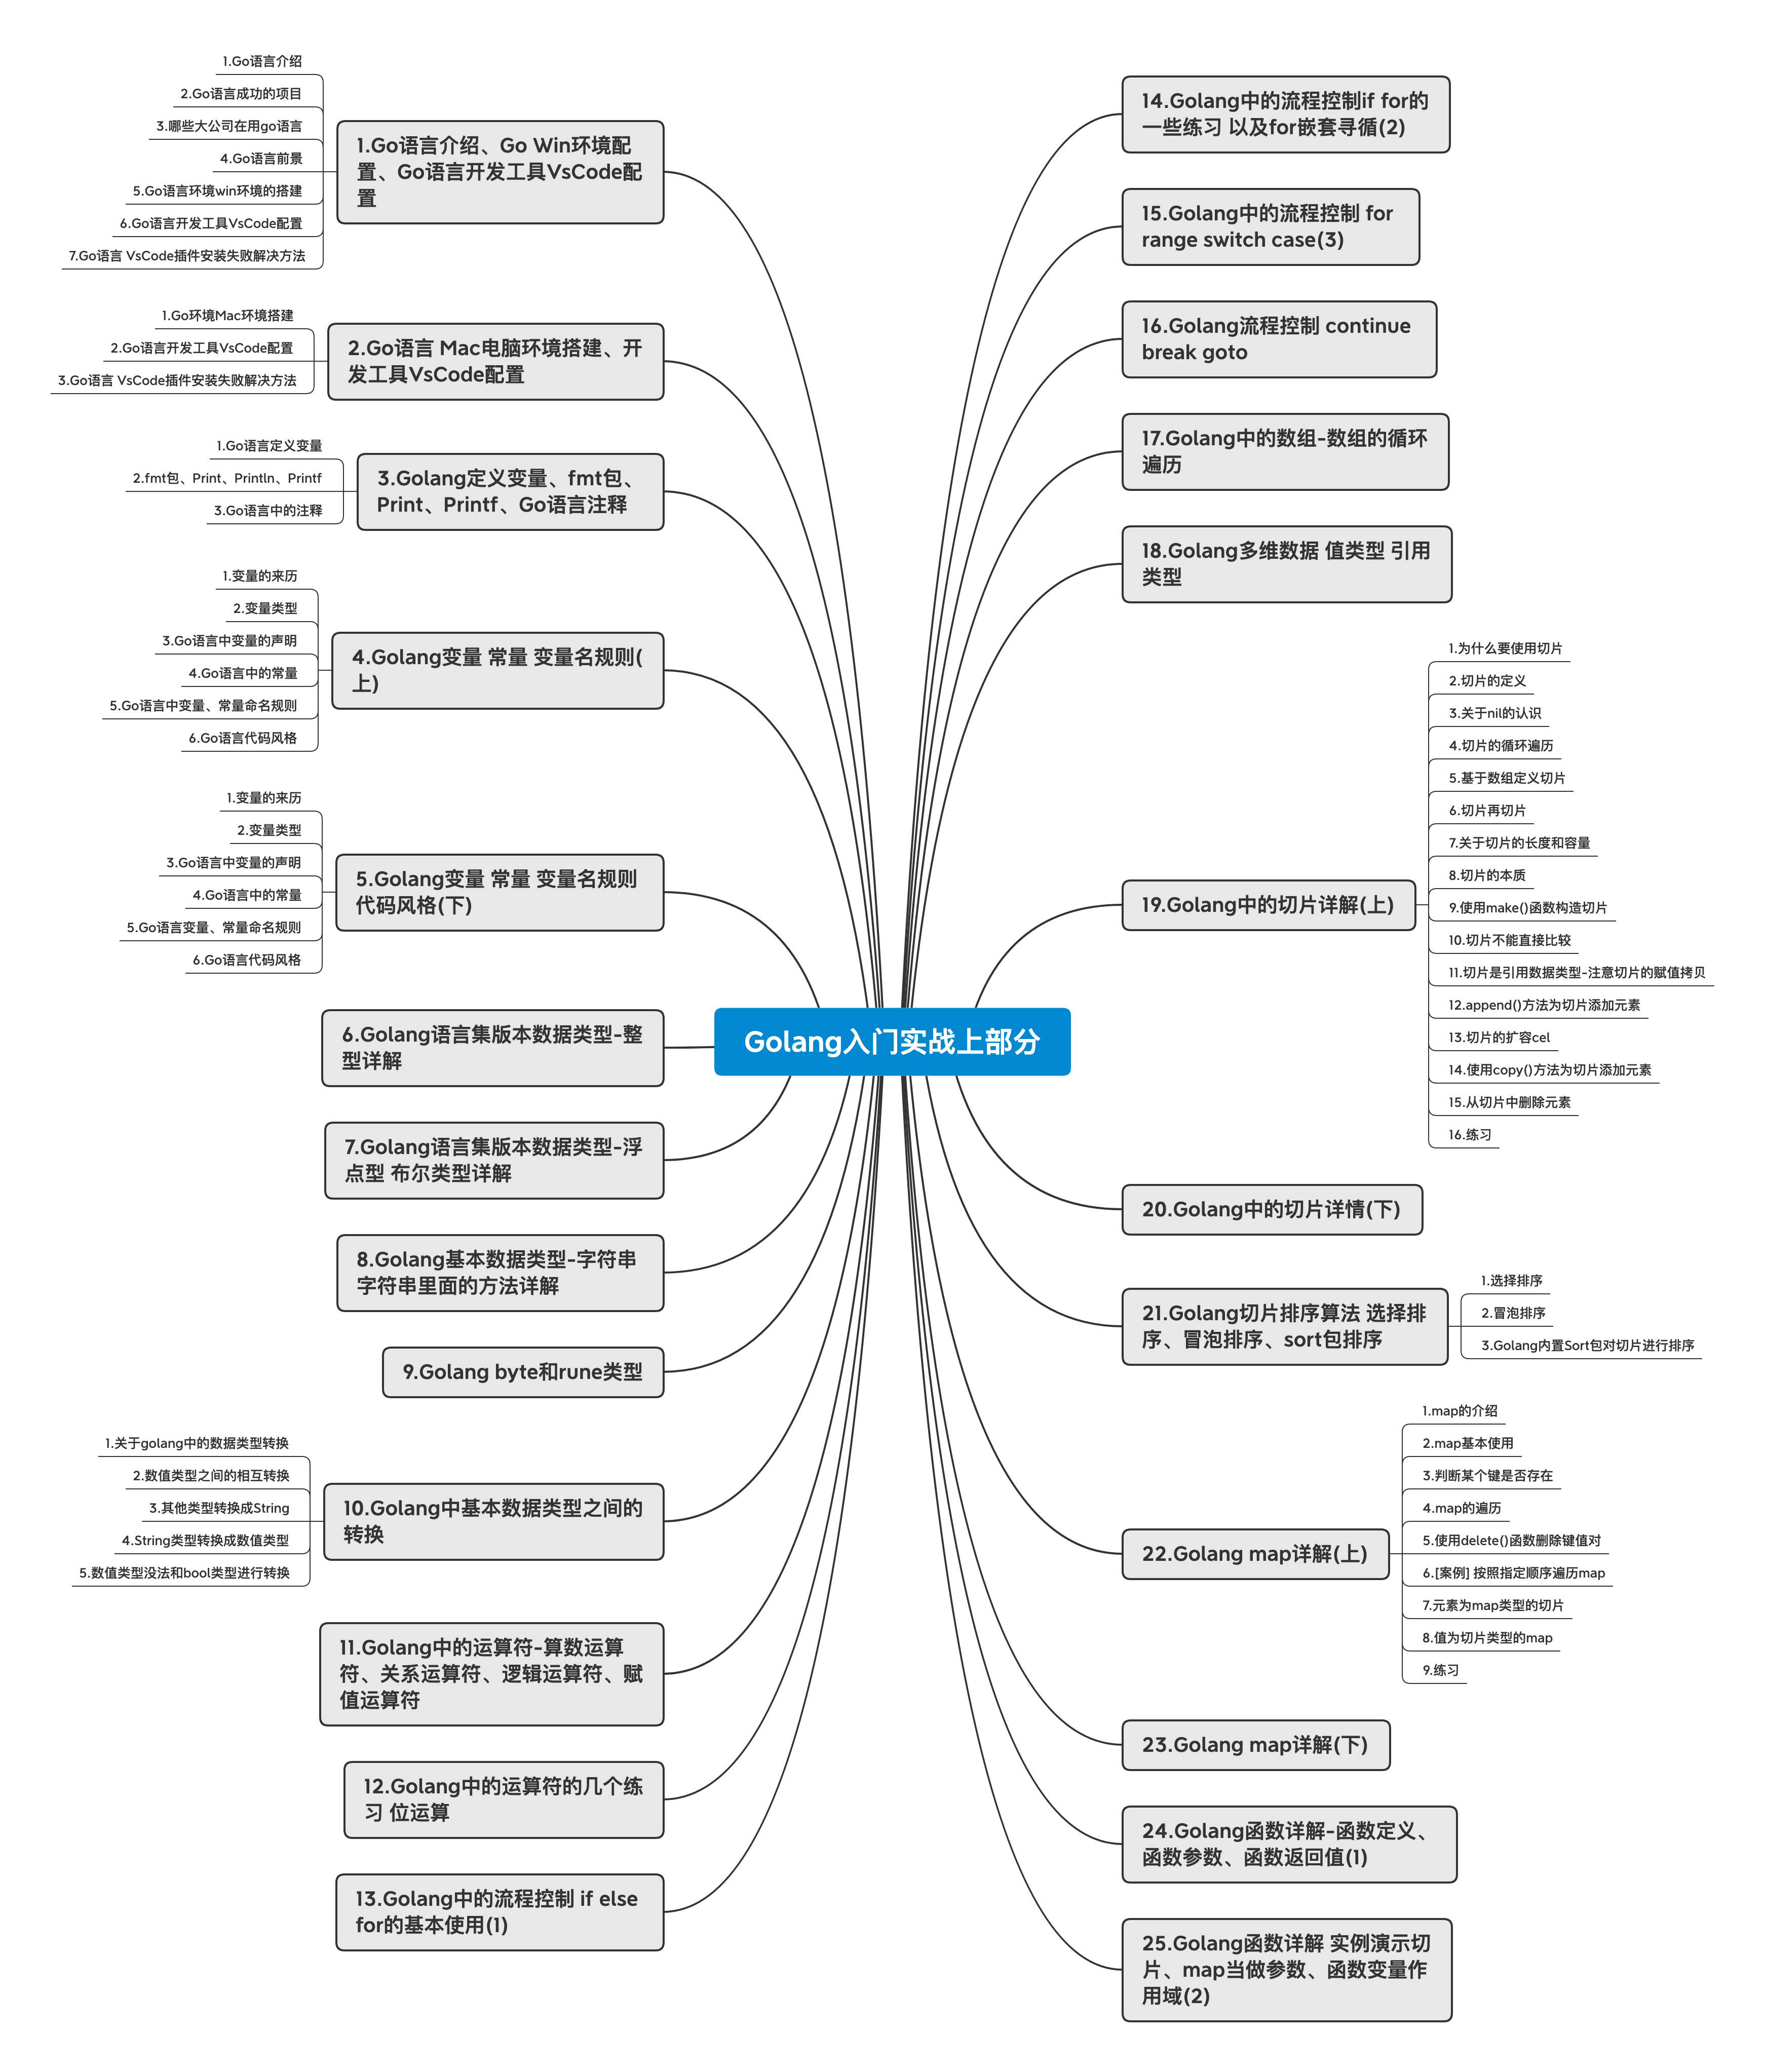 Golang入门实战上部分
1.Go语言介绍、Go Win环境配
置、Go语言开发工具VsCode配
置
1.Go语言介绍
2.Go语言成功的项目
3.哪些大公司在用go语言
4.Go语言前景
5.Go语言环境win环境的搭建
6.Go语言开发工具VsCode配置
7.Go语言 VsCode插件安装失败解决方法
2.Go语言 Mac电脑环境搭建、开
发工具VsCode配置
1.Go环境Mac环境搭建
2.Go语言开发工具VsCode配置
3.Go语言 VsCode插件安装失败解决方法
3.Golang定义变量、fmt包、
Print、Printf、Go语言注释
1.Go语言定义变量
2.fmt包、Print、Println、Printf
3.Go语言中的注释
4.Golang变量 常量 变量名规则(
上)
1.变量的来历
2.变量类型
3.Go语言中变量的声明
4.Go语言中的常量
5.Go语言中变量、常量命名规则
6.Go语言代码风格
5.Golang变量 常量 变量名规则
代码风格(下)
1.变量的来历
2.变量类型
3.Go语言中变量的声明
4.Go语言中的常量
5.Go语言变量、常量命名规则
6.Go语言代码风格
6.Golang语言集版本数据类型-整
型详解
7.Golang语言集版本数据类型-浮
点型 布尔类型详解
8.Golang基本数据类型-字符串
字符串里面的方法详解
9.Golang byte和rune类型
10.Golang中基本数据类型之间的
转换
1.关于golang中的数据类型转换
2.数值类型之间的相互转换
3.其他类型转换成String
4.String类型转换成数值类型
5.数值类型没法和bool类型进行转换
11.Golang中的运算符-算数运算
符、关系运算符、逻辑运算符、赋
值运算符
12.Golang中的运算符的几个练
习 位运算
13.Golang中的流程控制 if else
for的基本使用(1)
14.Golang中的流程控制if for的
一些练习 以及for嵌套寻循(2)
15.Golang中的流程控制 for
range switch case(3)
16.Golang流程控制 continue
break goto
17.Golang中的数组-数组的循环
遍历
18.Golang多维数据 值类型 引用
类型
19.Golang中的切片详解(上)
1.为什么要使用切片
2.切片的定义
3.关于nil的认识
4.切片的循环遍历
5.基于数组定义切片
6.切片再切片
7.关于切片的长度和容量
8.切片的本质
9.使用make()函数构造切片
10.切片不能直接比较
11.切片是引用数据类型-注意切片的赋值拷贝
12.append()方法为切片添加元素
13.切片的扩容cel
14.使用copy()方法为切片添加元素
15.从切片中删除元素
16.练习
20.Golang中的切片详情(下)
21.Golang切片排序算法 选择排
序、冒泡排序、sort包排序
1.选择排序
2.冒泡排序
3.Golang内置Sort包对切片进行排序
22.Golang map详解(上)
1.map的介绍
2.map基本使用
3.判断某个键是否存在
4.map的遍历
5.使用delete()函数删除键值对
6.[案例] 按照指定顺序遍历map
7.元素为map类型的切片
8.值为切片类型的map
9.练习
23.Golang map详解(下)
24.Golang函数详解-函数定义、
函数参数、函数返回值(1)
25.Golang函数详解 实例演示切
片、map当做参数、函数变量作
用域(2)